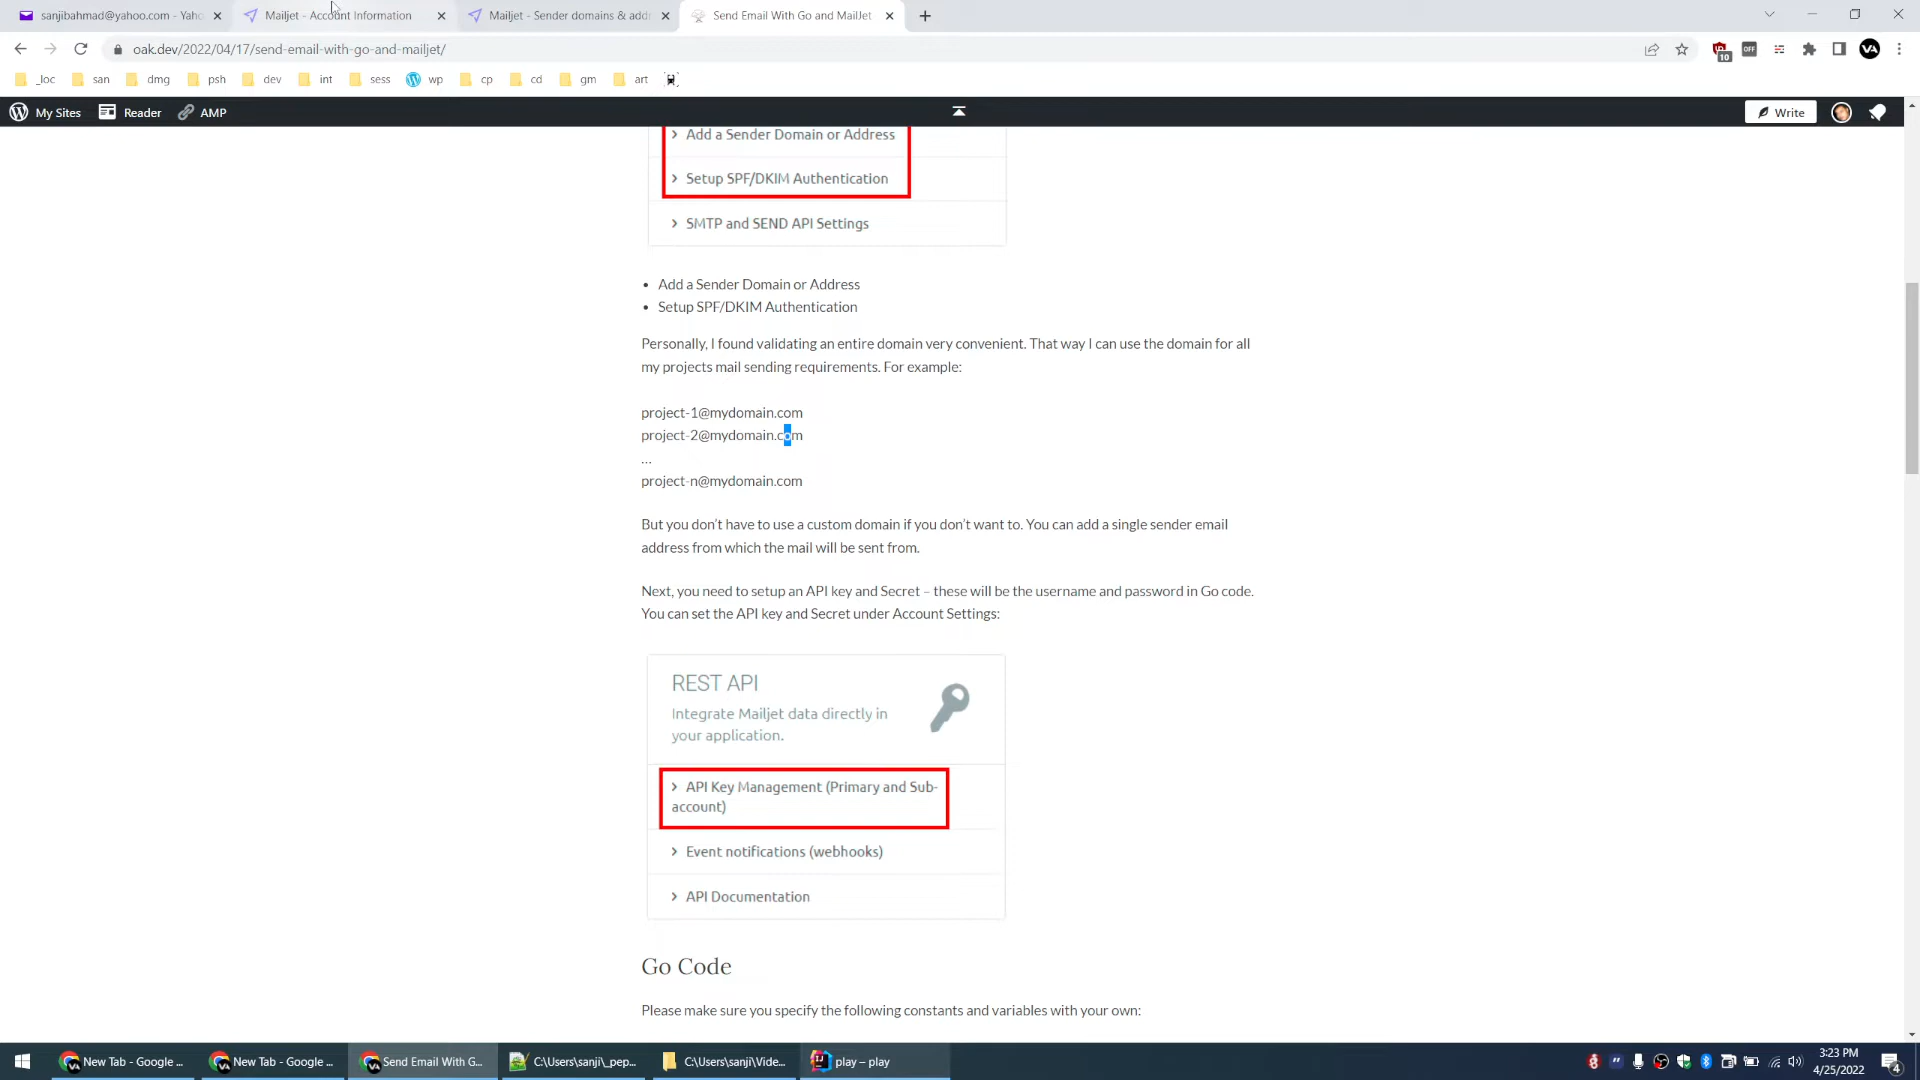 sanjibahmad@yahoo.com - Yaho
Mailjet - Account Information
Mailjet - Sender domains & addr
Send Email With Go and MailJet
oak.dev/2022/04/17/send-email-with-go-and-mailjet/
10
OFF
VA
_loc
san
dmg
psh
dev
int
sess
wp
cp
cd
gm
art
My Sites
Reader
AMP
Write
> Add a Sender Domain or Address
> Setup SPF/DKIM Authentication
> SMTP and SEND API Settings
• Add a Sender Domain or Address
• Setup SPF/DKIM Authentication
Personally, I found validating an entire domain very convenient. That way I can use the domain for all
my projects mail sending requirements. For example:
project-1@mydomain.com
project-2@mydomain.com
…
project-n@mydomain.com
But you don’t have to use a custom domain if you don’t want to. You can add a single sender email
address from which the mail will be sent from.
Next, you need to setup an API key and Secret – these will be the username and password in Go code.
You can set the API key and Secret under Account Settings:
REST API
Integrate Mailjet data directly in
your application.
> API Key Management (Primary and Sub-
account)
> Event notifications (webhooks)
> API Documentation
Go Code
Please make sure you specify the following constants and variables with your own:
New Tab - Google ...
New Tab - Google ...
Send Email With G...
C:\Users\sanji\_pep...
C:\Users\sanji\Vide...
play – play
3:23 PM
4/25/2022
4